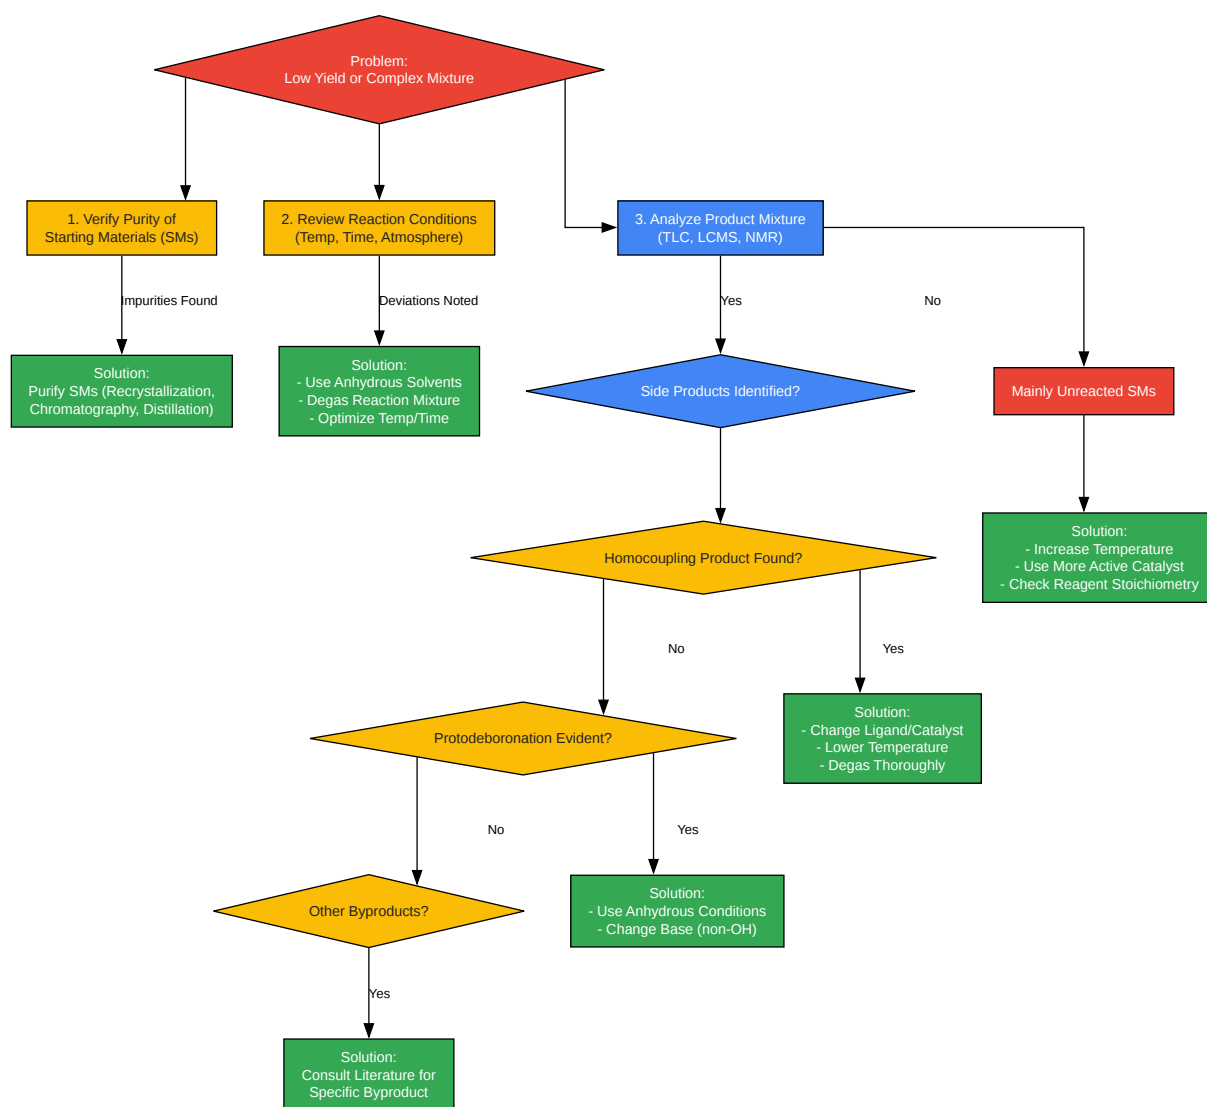 Problem:
Low Yield or Complex Mixture
1. Verify Purity of
Starting Materials (SMs)
2. Review Reaction Conditions
(Temp, Time, Atmosphere)
3. Analyze Product Mixture
(TLC, LCMS, NMR)
Impurities Found
Deviations Noted
Yes
No
Solution:
Purify SMs (Recrystallization,
Chromatography, Distillation)
Solution:
- Use Anhydrous Solvents
- Degas Reaction Mixture
- Optimize Temp/Time
Side Products Identified?
Mainly Unreacted SMs
Homocoupling Product Found?
Solution:
- Increase Temperature
- Use More Active Catalyst
- Check Reagent Stoichiometry
No
Yes
Protodeboronation Evident?
Solution:
- Change Ligand/Catalyst
- Lower Temperature
- Degas Thoroughly
No
Yes
Other Byproducts?
Solution:
- Use Anhydrous Conditions
- Change Base (non-OH)
Yes
Solution:
Consult Literature for
Specific Byproduct